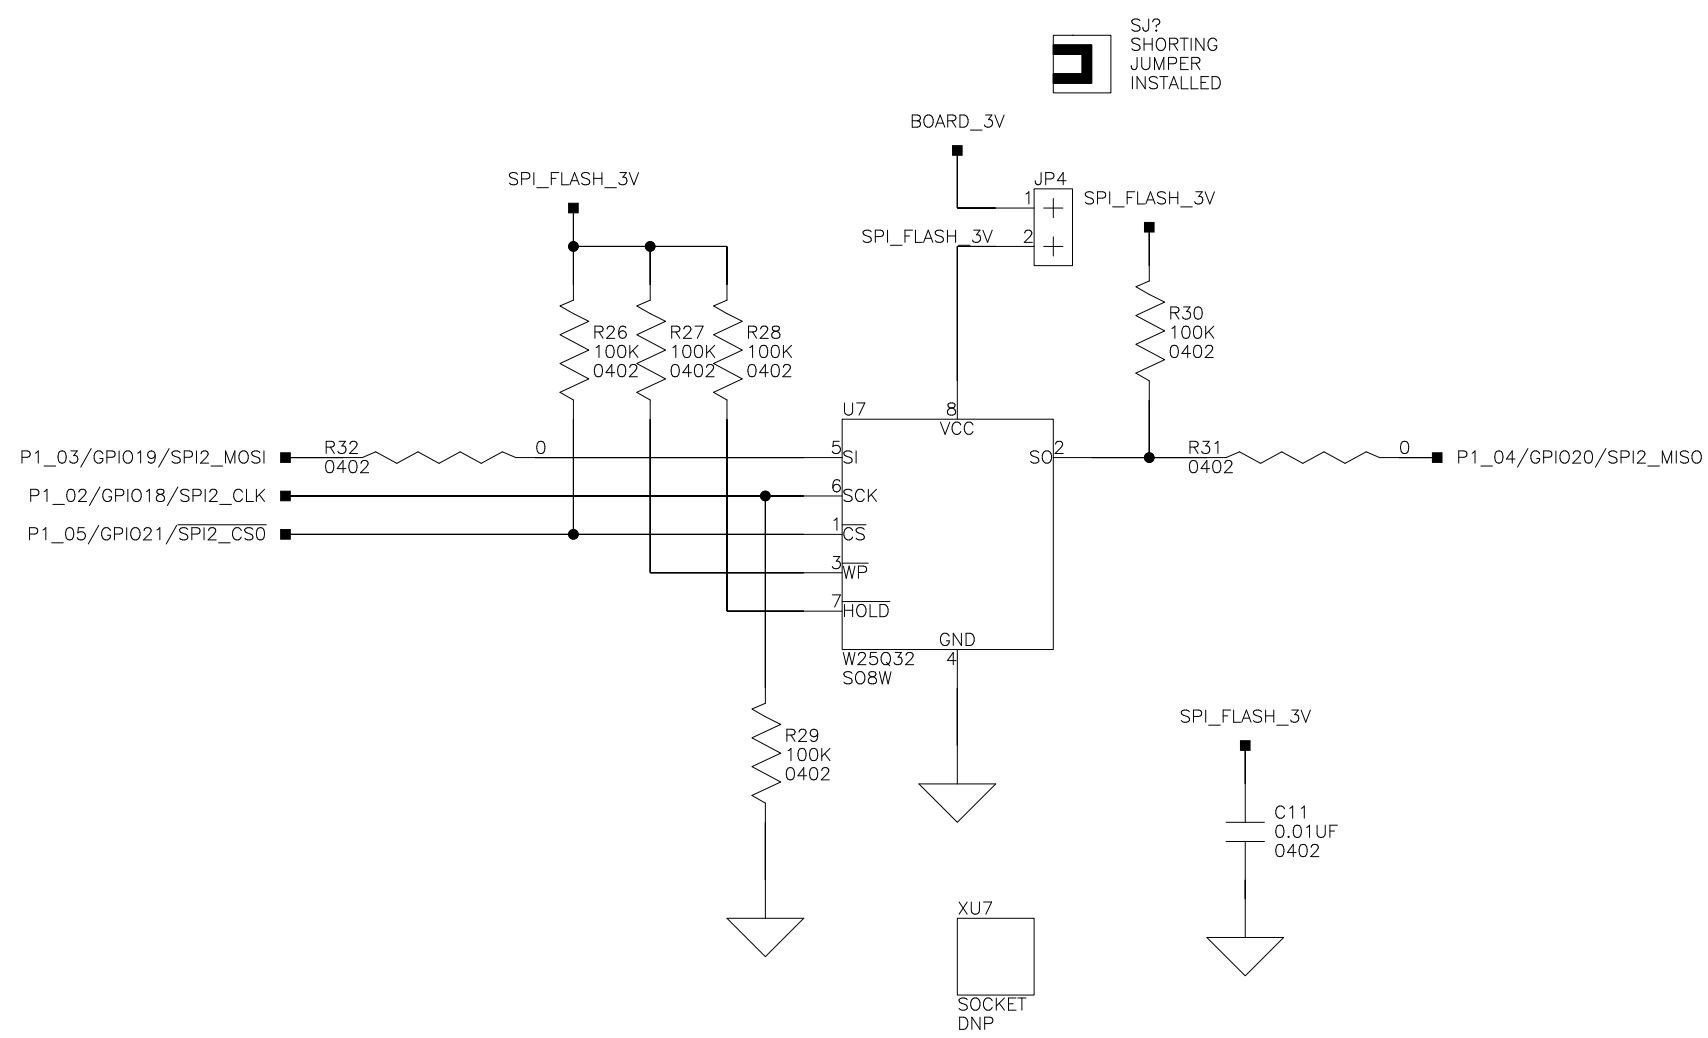 SJ?
SHORTING
JUMPER
INSTALLED
BOARD_3V
JP4
1
2
SPI_FLASH_3V
SPI_FLASH_3V
SPI_FLASH_3V
R26
100K
0402
R27
100K
0402
R28
100K
0402
R30
100K
0402
U7
8
VCC
P1_03/GPIO19/SPI2_MOSI
R32
0402
0
5
SI
P1_02/GPIO18/SPI2_CLK
6
SCK
P1_05/GPIO21/SPI2_CS0
1
CS
3
WP
7
HOLD
SO
2
R31
0402
0
P1_04/GPIO20/SPI2_MISO
GND
4
W25Q32
SO8W
R29
100K
0402
SPI_FLASH_3V
C11
0.01UF
0402
XU7
SOCKET
DNP